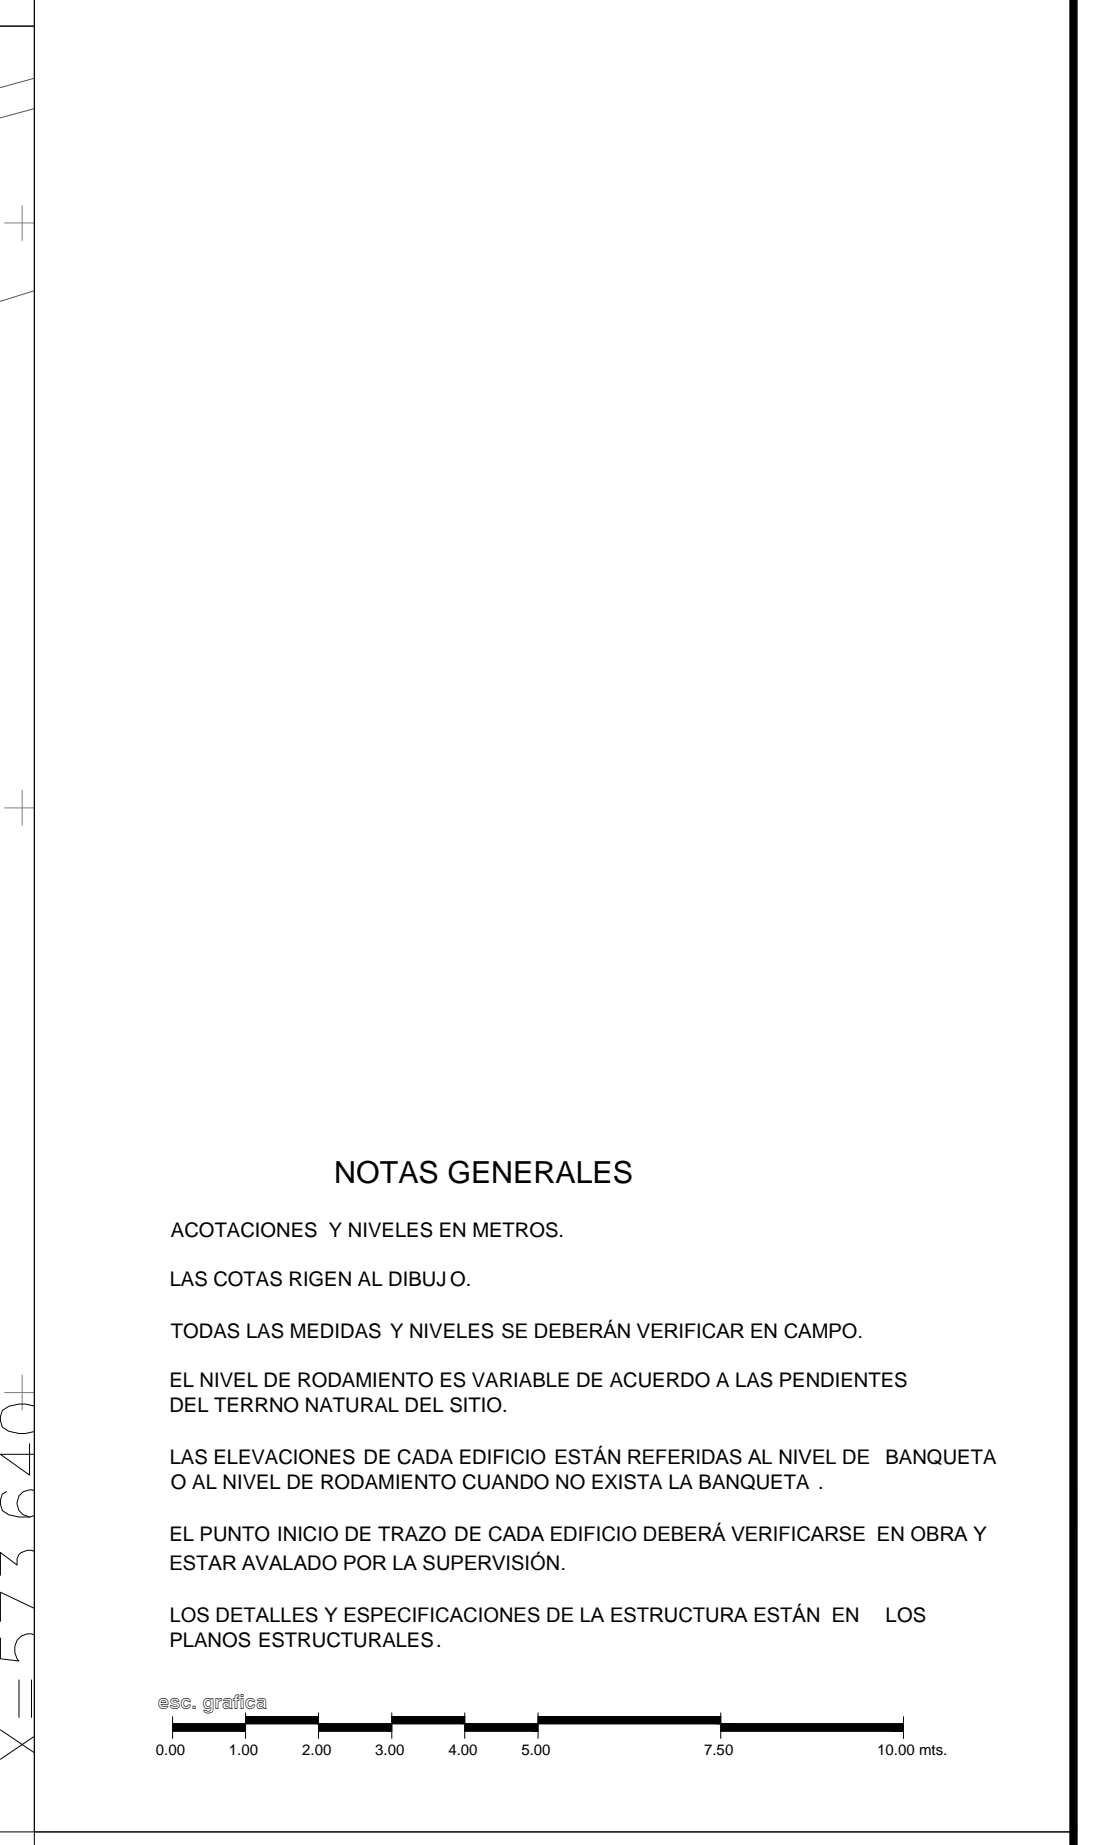 NOTAS GENERALES
ACOTACIONES Y NIVELES EN METROS.
LAS COTAS RIGEN AL DIBUJO.
TODAS LAS MEDIDAS Y NIVELES SE DEBERÁN VERIFICAR EN CAMPO.
EL NIVEL DE RODAMIENTO ES VARIABLE DE ACUERDO A LAS PENDIENTES
DEL TERRNO NATURAL DEL SITIO.
LAS ELEVACIONES DE CADA EDIFICIO ESTÁN REFERIDAS AL NIVEL DE BANQUETA
O AL NIVEL DE RODAMIENTO CUANDO NO EXISTA LA BANQUETA .
EL PUNTO INICIO DE TRAZO DE CADA EDIFICIO DEBERÁ VERIFICARSE EN OBRA Y
ESTAR AVALADO POR LA SUPERVISIÓN.
LOS DETALLES Y ESPECIFICACIONES DE LA ESTRUCTURA ESTÁN EN LOS
PLANOS ESTRUCTURALES.
esc. grafica
0.00 1.00 2.00 3.00 4.00 5.00 7.50 10.00 mts.
X=573640